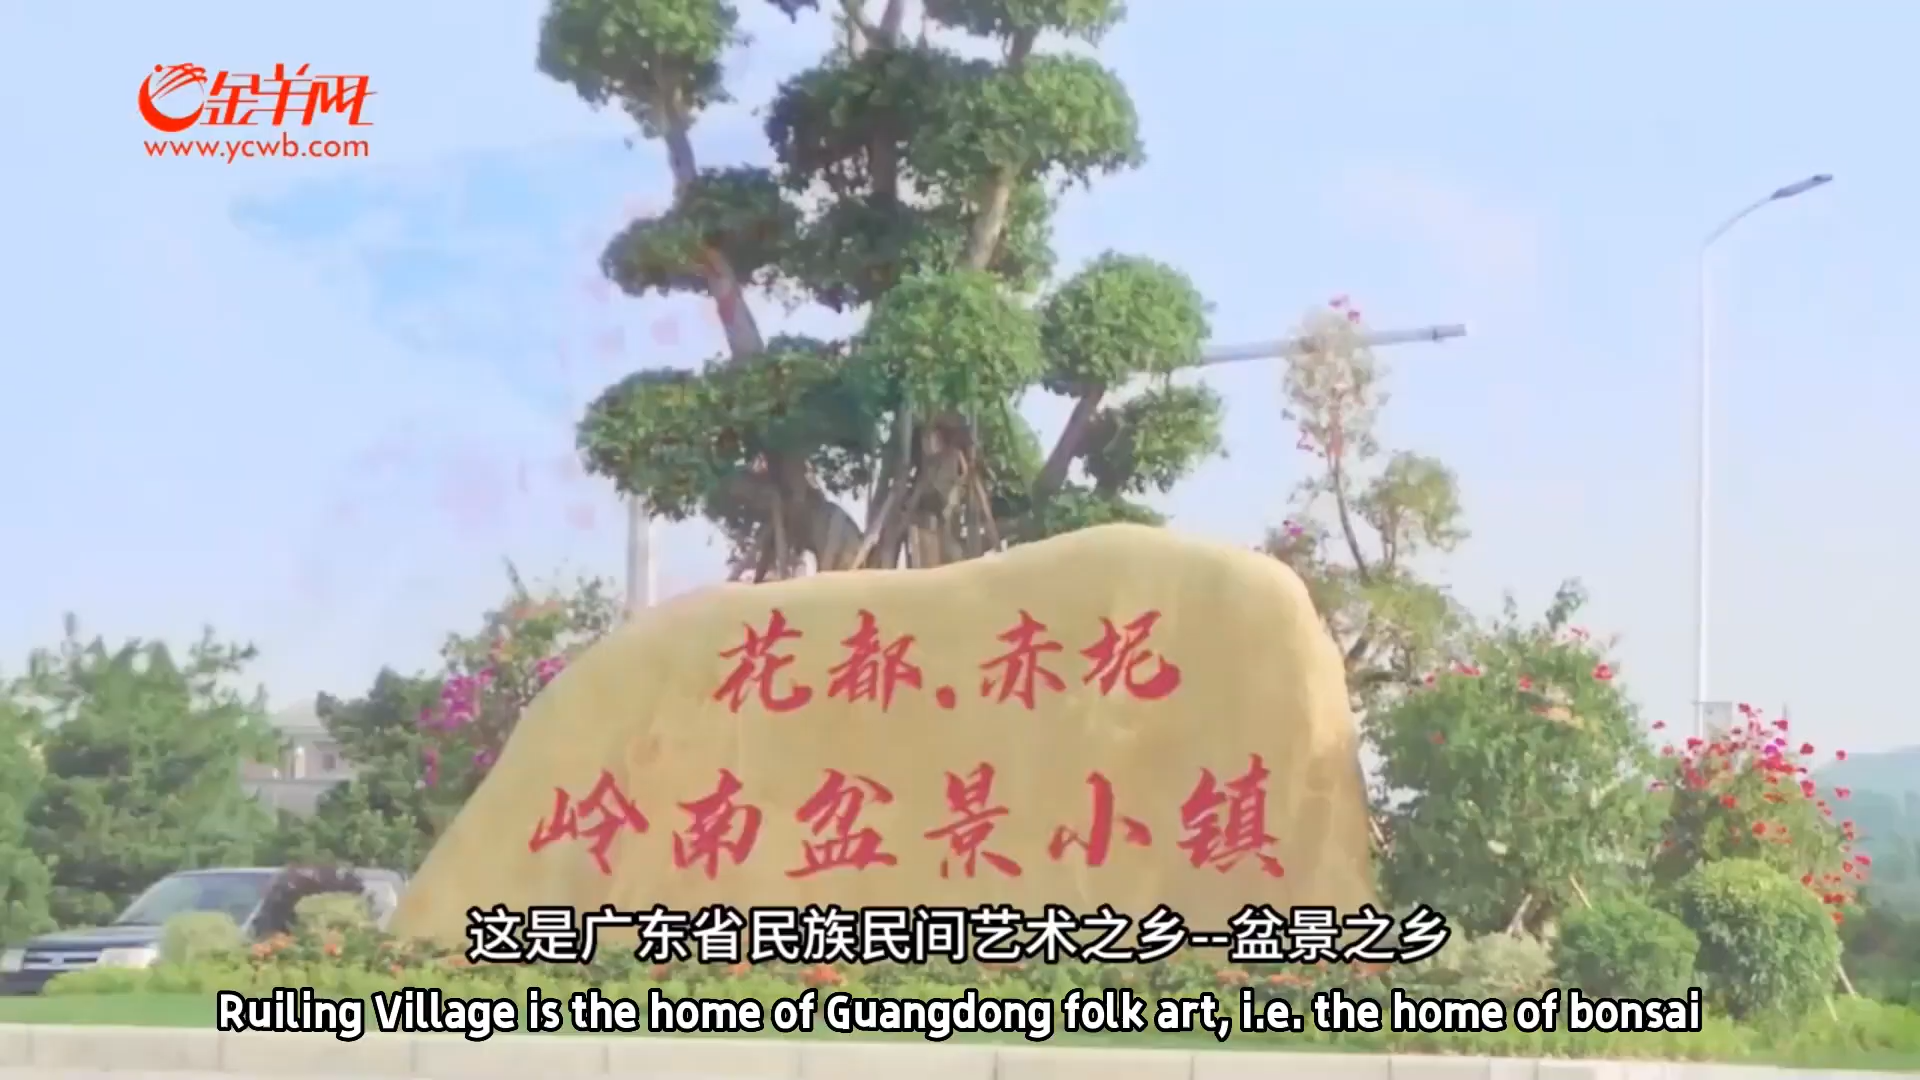 金羊网
www.ycwb.com
花都.赤坭
岭南盆景小镇
这是广东省民族民间艺术之乡--盆景之乡
Ruiling Village is the home of Guangdong folk art, i.e. the home of bonsai